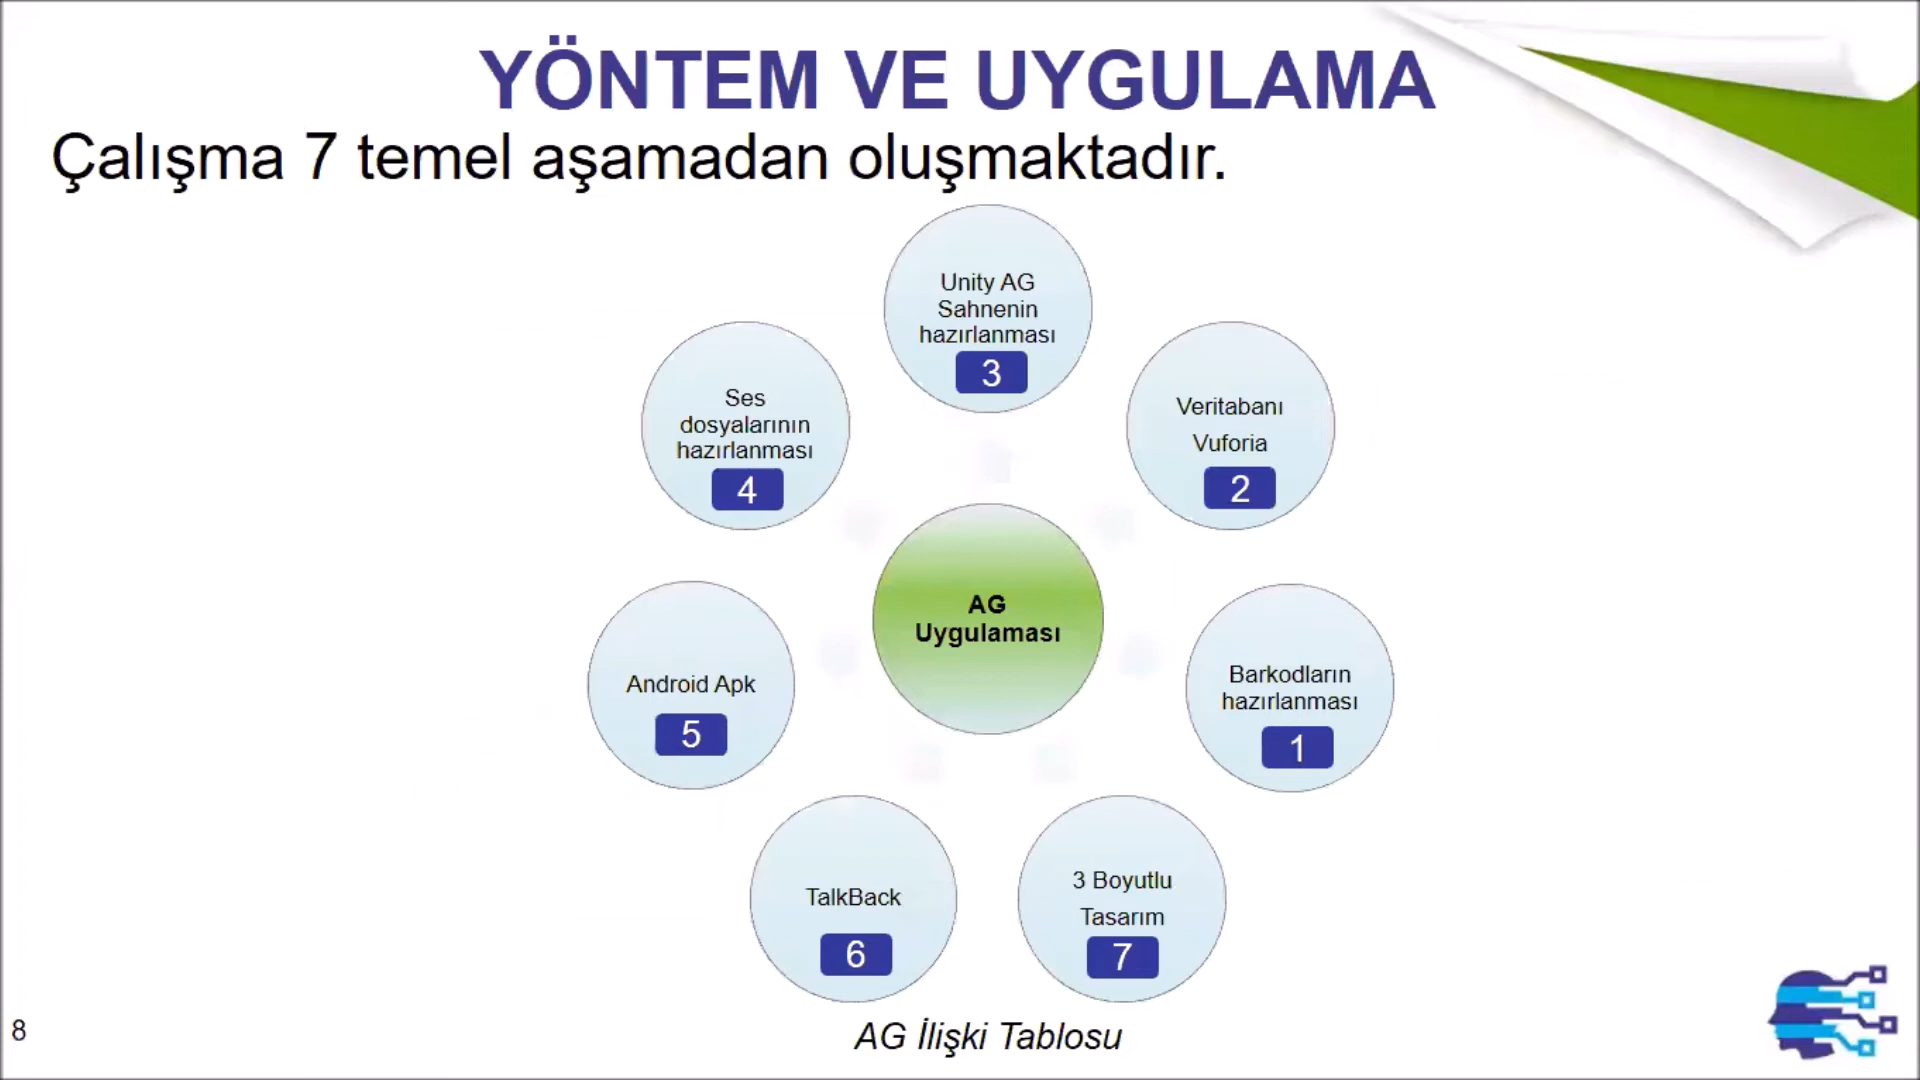 YÖNTEM VE UYGULAMA
Çalışma 7 temel aşamadan oluşmaktadır.
Unity AG
Sahnenin
hazırlanması
3
Ses
dosyalarının
hazırlanması
4
Veritabanı
Vuforia
2
AG
Uygulaması
Android Apk
5
Barkodların
hazırlanması
1
TalkBack
6
3 Boyutlu
Tasarım
7
AG İlişki Tablosu
8